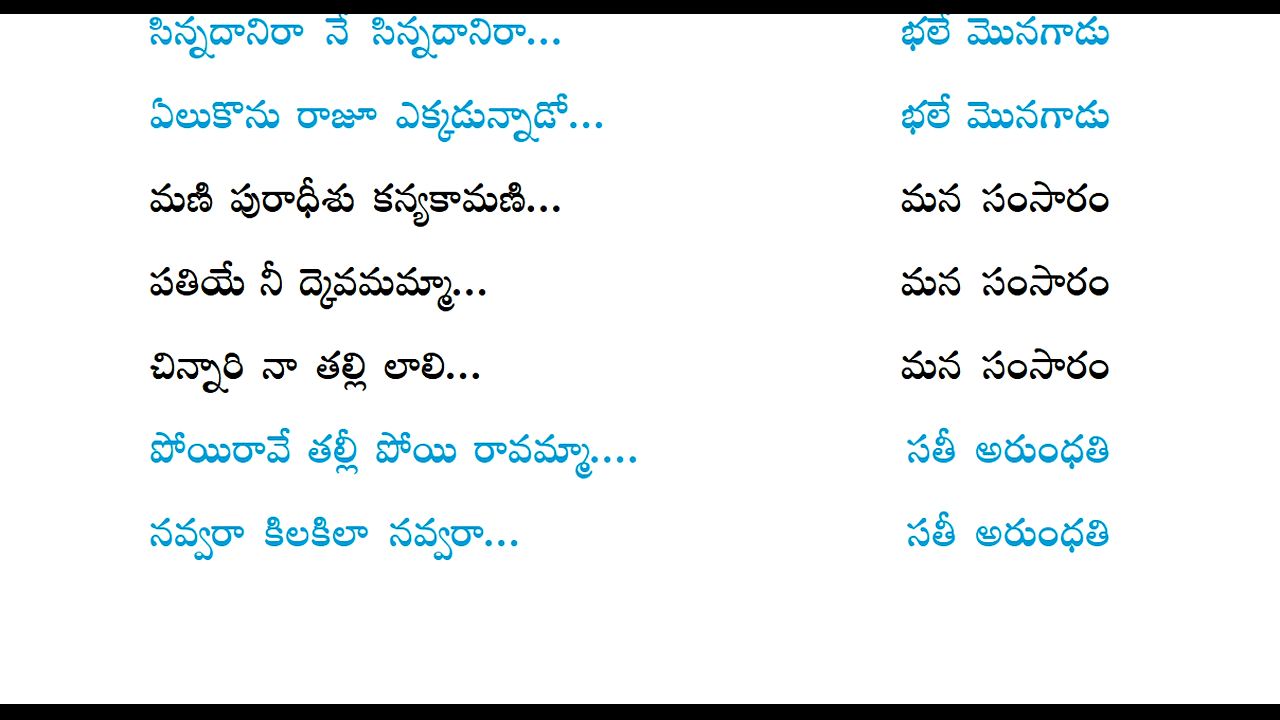 సిన్నదానిరా నే సిన్నదానిరా... భలే మొనగాడు
ఏలుకొను రాజూ ఎక్కడున్నాడో... భలే మొనగాడు
మణి పురాధీశు కన్యకామణి... మన సంసారం
పతియే నీ ద్కెవమమ్మా... మన సంసారం
చిన్నారి నా తల్లి లాలి... మన సంసారం
పోయిరావే తల్లీ పోయి రావమ్మా.... సతీ అరుంధతి
నవ్వరా కిలకిలా నవ్వరా... సతీ అరుంధతి